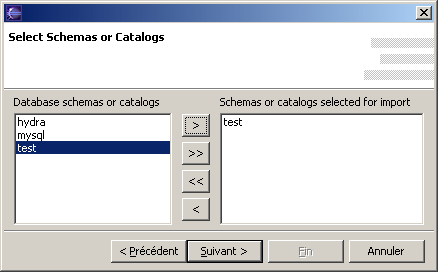 Select Schemas or Catalogs
Database schemas or catalogs
hydra
mysql
test
>
>>
<<
<
Schemas or catalogs selected for import
test
< Précédent
Suivant >
Fin
Annuler